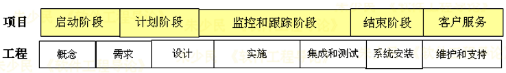 项目 启动阶段 计划阶段 监控和跟踪阶段 结束阶段 客户服务
工程 概念 需求 设计 实施 集成和测试 系统安装 维护和支持